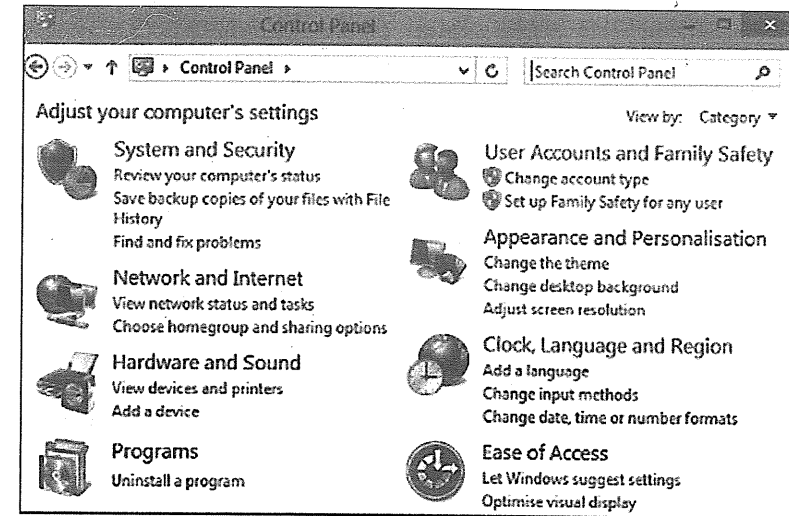 Control Panel
Control Panel
Search Control Panel
Adjust your computer's settings
View by: Category
System and Security
Review your computer's status
Save backup copies of your files with File
History
Find and fix problems
Network and Internet
View network status and tasks
Choose homegroup and sharing options
Hardware and Sound
View devices and printers
Add a device
Programs
Uninstall a program
User Accounts and Family Safety
Change account type
Set up Family Safety for any user
Appearance and Personalisation
Change the theme
Change desktop background
Adjust screen resolution
Clock, Language and Region
Add a language
Change input methods
Change date, time or number formats
Ease of Access
Let Windows suggest settings
Optimise visual display